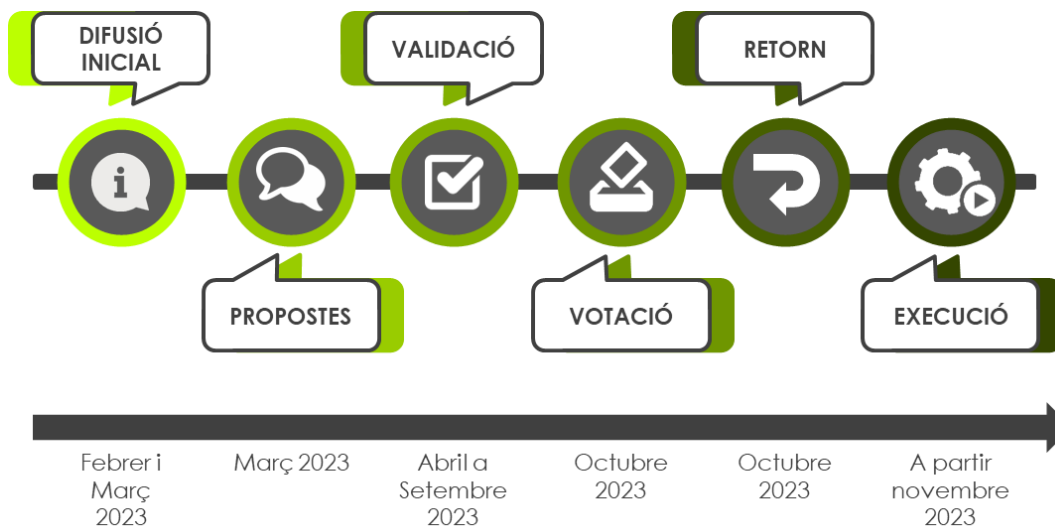 DIFUSIÓ
INICIAL
VALIDACIÓ
RETORN
i
PROPOSTES
VOTACIÓ
EXECUCIÓ
Febrer i
Març
2023
Març 2023
Abril a
Setembre
2023
Octubre
2023
Octubre
2023
A partir
novembre
2023